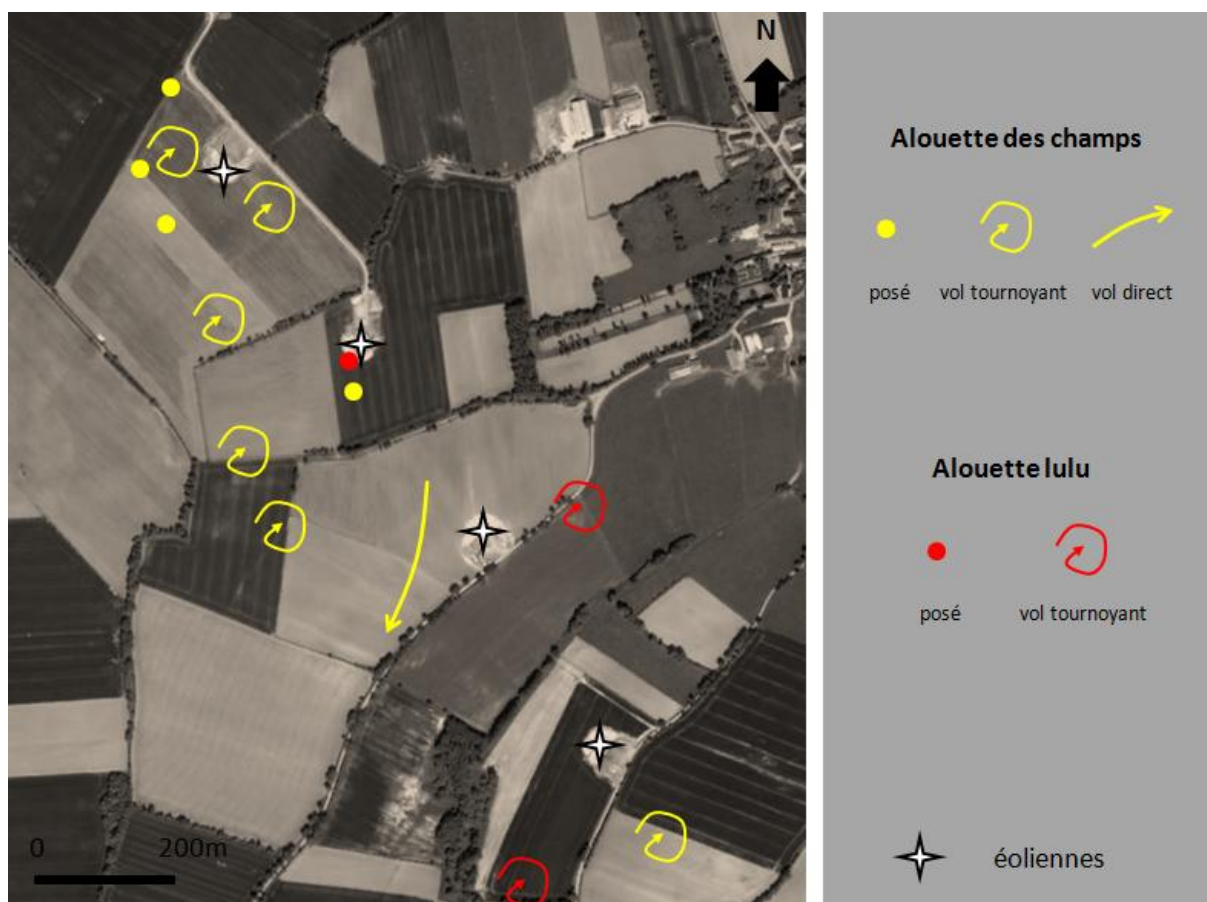 N
0 200m
Alouette des champs
posé vol tournoyant vol direct
Alouette lulu
posé vol tournoyant
éoliennes